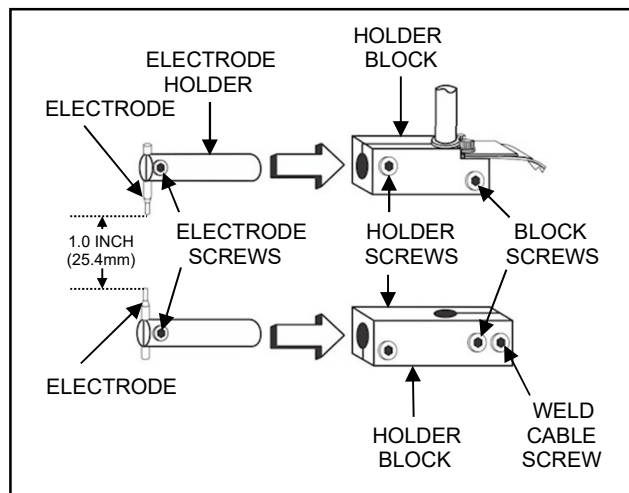 HOLDER
BLOCK
ELECTRODE
HOLDER
ELECTRODE
1.0 INCH
(25.4mm)
ELECTRODE
SCREWS
HOLDER
SCREWS
BLOCK
SCREWS
ELECTRODE
HOLDER
BLOCK
WELD
CABLE
SCREW